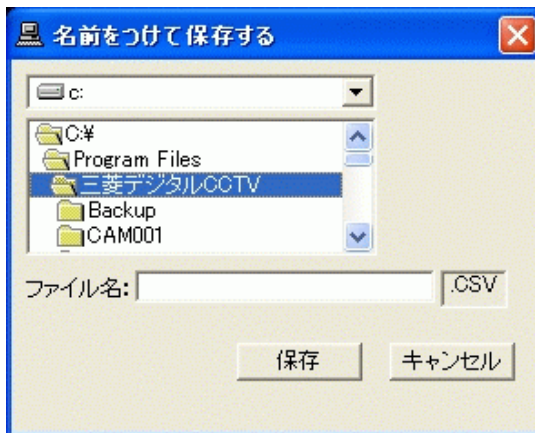 名前をつけて保存する
c:
C:¥
Program Files
三菱デジタルCCTV
Backup
CAM001
ファイル名:
.CSV
保存 キャンセル